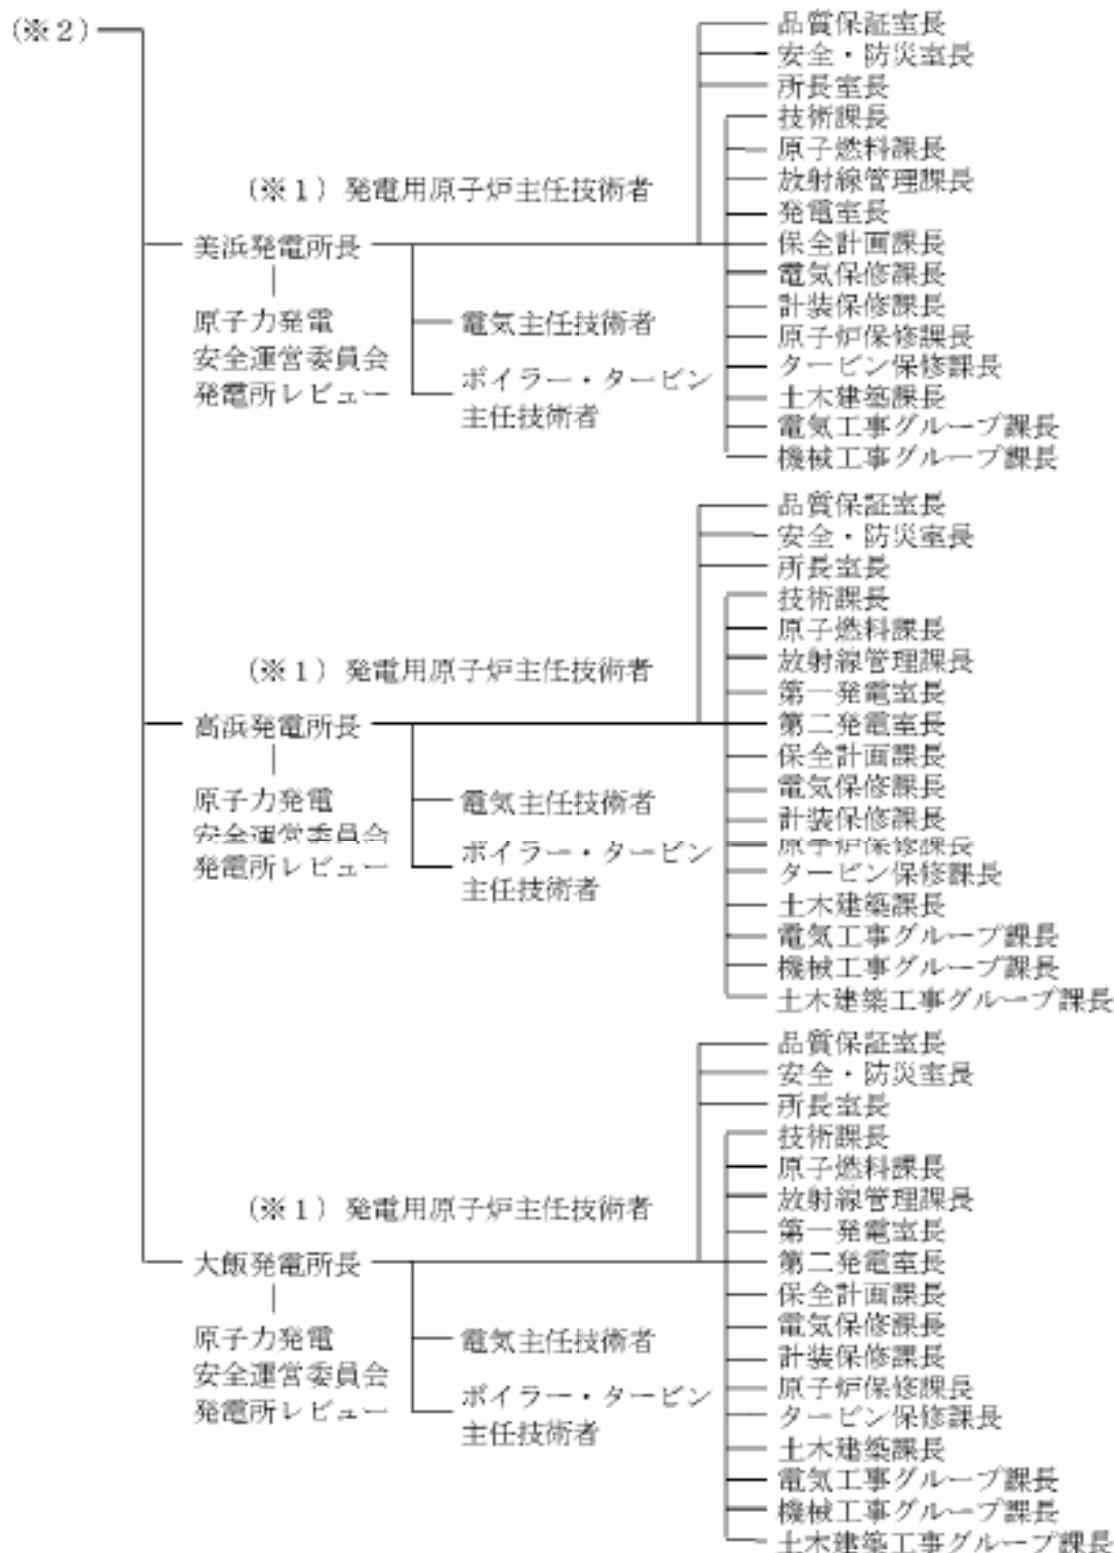 (※2)
品質保証室長
安全・防災室長
所長室長
技術課長
原子燃料課長
放射線管理課長
(※1)発電用原子炉主任技術者
発電室長
美浜発電所長
保全計画課長
電気保修課長
計装保修課長
原子力発電
安全運営委員会
発電所レビュー
電気主任技術者
原子炉保修課長
ボイラー・タービン
主任技術者
タービン保修課長
土木建築課長
電気工事グループ課長
機械工事グループ課長
品質保証室長
安全・防災室長
所長室長
技術課長
原子燃料課長
放射線管理課長
(※1)発電用原子炉主任技術者
第一発電室長
高浜発電所長
第二発電室長
保全計画課長
電気保修課長
原子力発電
安全運営委員会
発電所レビュー
電気主任技術者
計装保修課長
原子炉保修課長
ボイラー・タービン
主任技術者
タービン保修課長
土木建築課長
電気工事グループ課長
機械工事グループ課長
土木建築工事グループ課長
品質保証室長
安全・防災室長
所長室長
技術課長
原子燃料課長
放射線管理課長
(※1)発電用原子炉主任技術者
第一発電室長
大飯発電所長
第二発電室長
保全計画課長
電気保修課長
原子力発電
安全運営委員会
発電所レビュー
電気主任技術者
計装保修課長
原子炉保修課長
ボイラー・タービン
主任技術者
タービン保修課長
土木建築課長
電気工事グループ課長
機械工事グループ課長
土木建築工事グループ課長